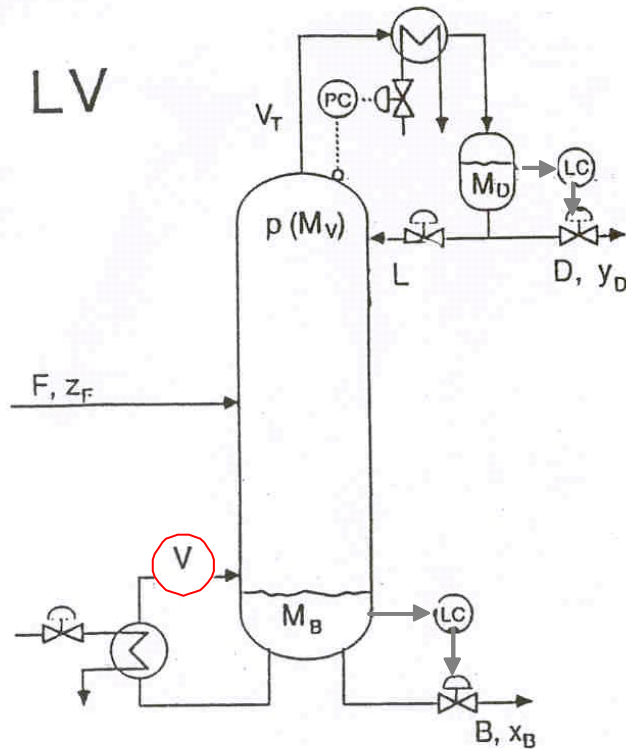 LV
V_T
PC
M_D
LC
p (M_V)
L
D, y_D
F, z_F
V
M_B
LC
B, x_B